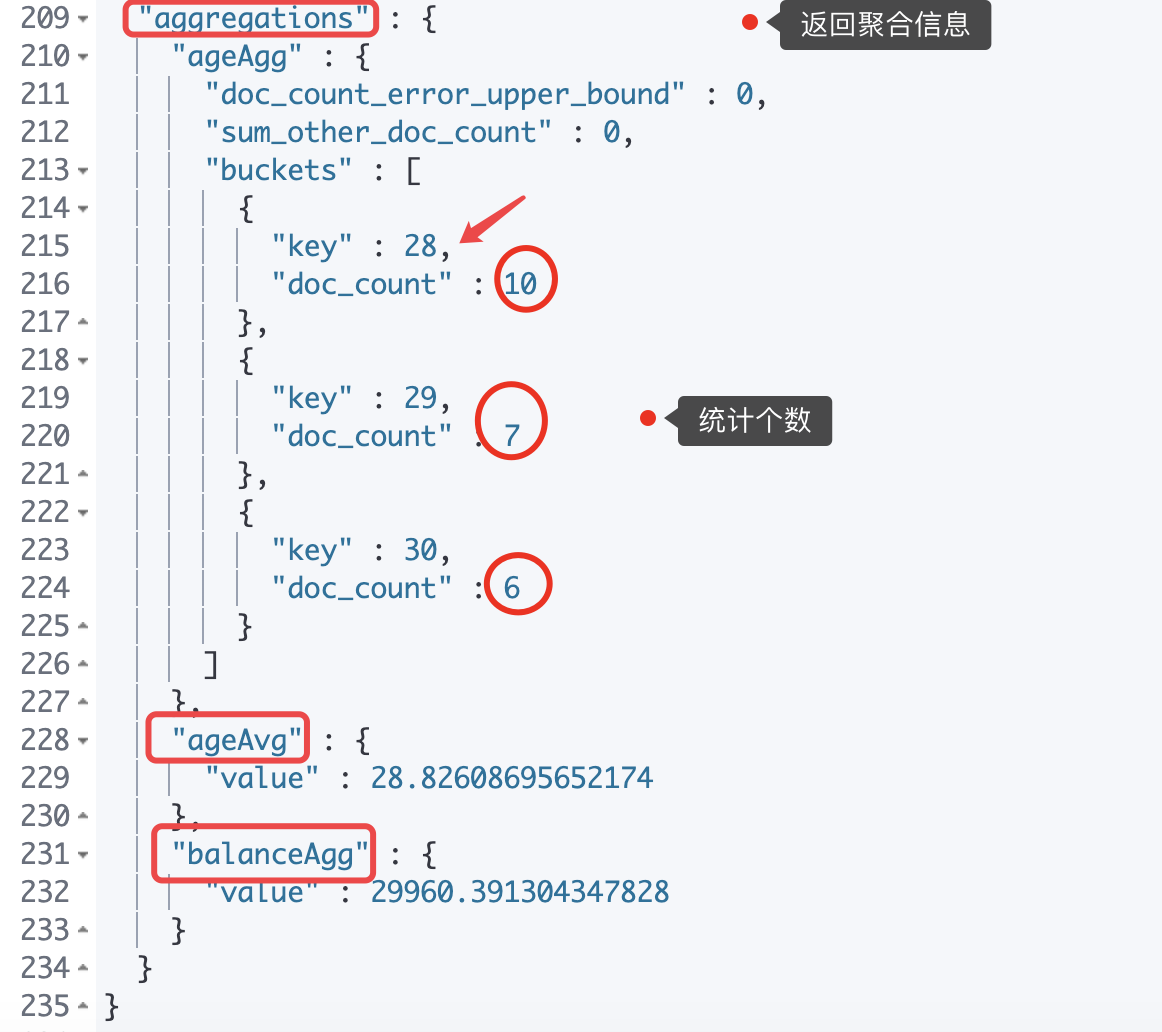 209 "aggregations" : { 返回聚合信息
210 "ageAgg" : {
211 "doc_count_error_upper_bound" : 0,
212 "sum_other_doc_count" : 0,
213 "buckets" : [
214 {
215 "key" : 28,
216 "doc_count" : 10
217 },
218 {
219 "key" : 29,
220 "doc_count" : 7 统计个数
221 },
222 {
223 "key" : 30,
224 "doc_count" : 6
225 }
226 ]
227 },
228 "ageAvg" : {
229 "value" : 28.82608695652174
230 },
231 "balanceAgg" : {
232 "value" : 29960.391304347828
233 }
234 }
235 }